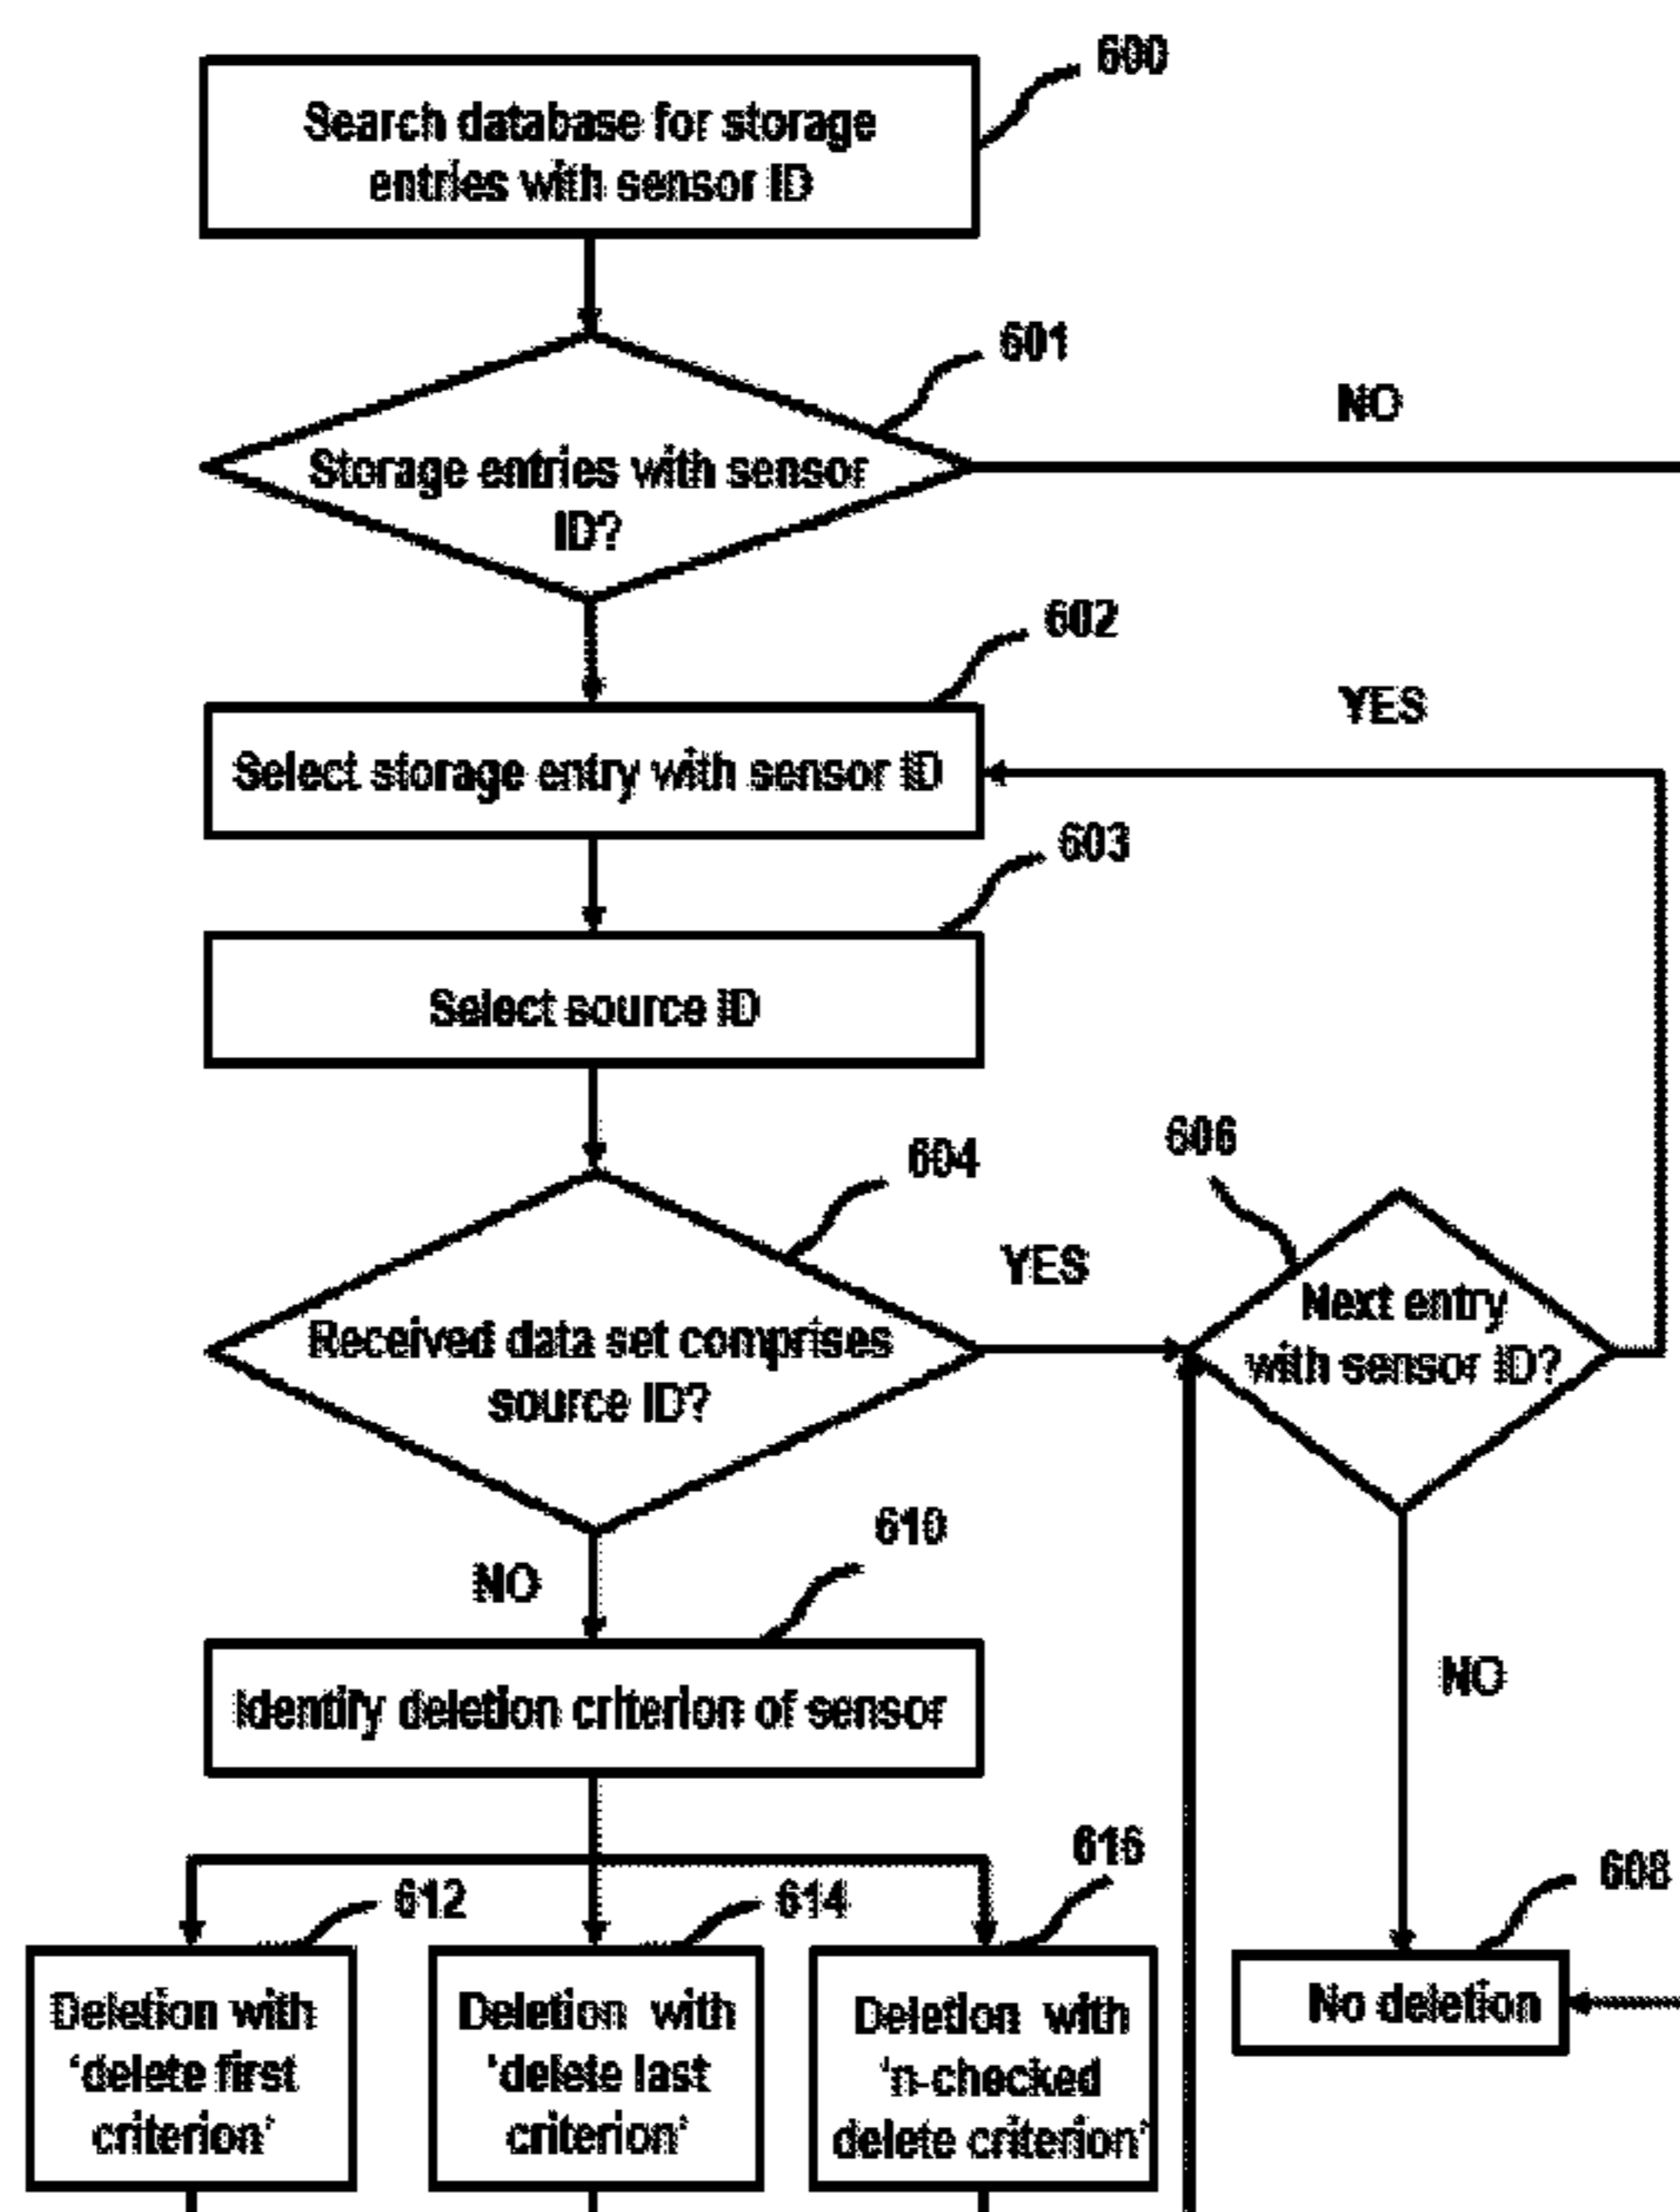 600
Search database for storage
entries with sensor ID
601
NO
Storage entries with sensor
ID?
602
YES
Select storage entry with sensor ID
603
Select source ID
604
606
YES
Received data set comprises
source ID?
Next entry
with sensor ID?
610
NO
Identify deletion criterion of sensor
NO
612
614
616
608
Deletion with
‘delete first
criterion‘
Deletion with
‘delete last
criterion‘
Deletion with
‘n-checked
delete criterion‘
No deletion